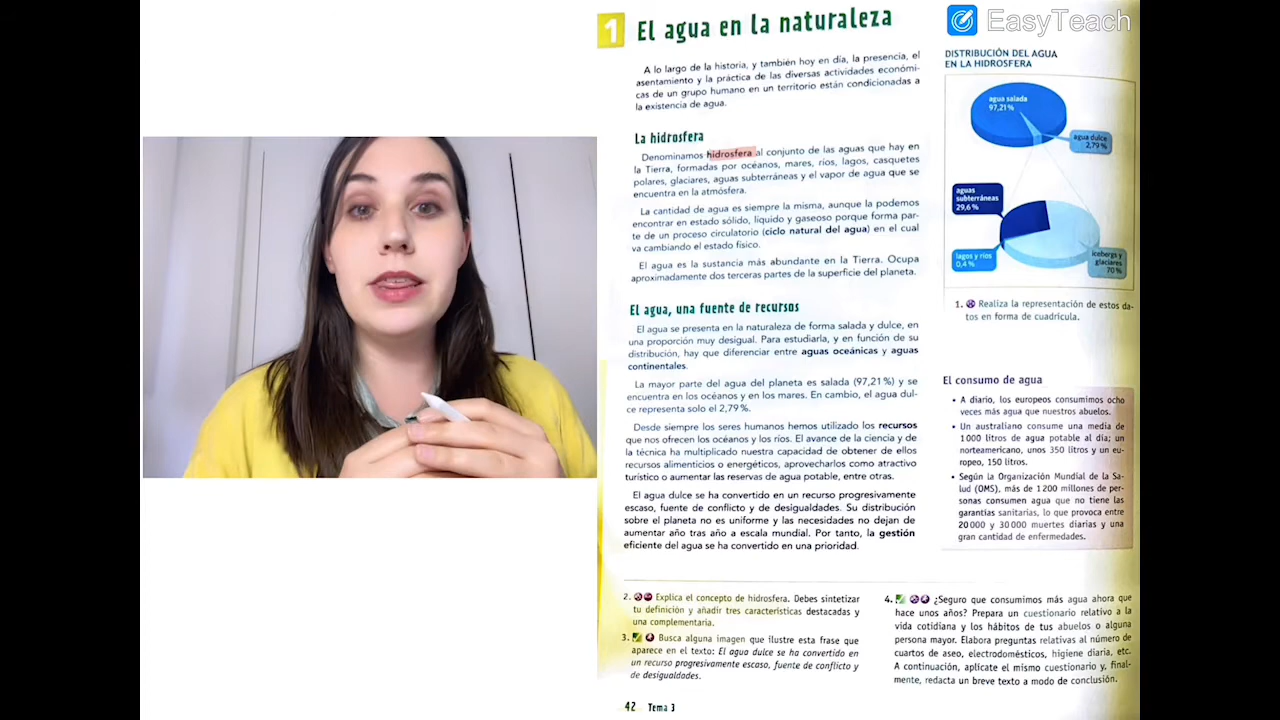 1 El agua en la naturaleza
A lo largo de la historia, y también hoy en día, la presencia, el
asentamiento y la práctica de las diversas actividades económi-
cas de un grupo humano en un territorio están condicionadas a
la existencia de agua.
La hidrosfera
Denominamos hidrosfera al conjunto de las aguas que hay en
la Tierra, formadas por océanos, mares, ríos, lagos, casquetes
polares, glaciares, aguas subterráneas y el vapor de agua que se
encuentra en la atmósfera.
La cantidad de agua es siempre la misma, aunque la podemos
encontrar en estado sólido, líquido y gaseoso porque forma par-
te de un proceso circulatorio (ciclo natural del agua) en el cual
va cambiando el estado físico.
El agua es la sustancia más abundante en la Tierra. Ocupa
aproximadamente dos terceras partes de la superficie del planeta.
El agua, una fuente de recursos
El agua se presenta en la naturaleza de forma salada y dulce, en
una proporción muy desigual. Para estudiarla, y en función de su
distribución, hay que diferenciar entre aguas oceánicas y aguas
continentales.
La mayor parte del agua del planeta es salada (97,21%) y se
encuentra en los océanos y en los mares. En cambio, el agua dul-
ce representa solo el 2,79%.
Desde siempre los seres humanos hemos utilizado los recursos
que nos ofrecen los océanos y los ríos. El avance de la ciencia y de
la técnica ha multiplicado nuestra capacidad de obtener de ellos
recursos alimenticios o energéticos, aprovecharlos como atractivo
turístico o aumentar las reservas de agua potable, entre otras.
El agua dulce se ha convertido en un recurso progresivamente
escaso, fuente de conflicto y de desigualdades. Su distribución
sobre el planeta no es uniforme y las necesidades no dejan de
aumentar año tras año a escala mundial. Por tanto, la gestión
eficiente del agua se ha convertido en una prioridad.
EasyTeach
DISTRIBUCIÓN DEL AGUA
EN LA HIDROSFERA
agua salada
97,21%
agua dulce
2,79%
aguas
subterráneas
29,6 %
lagos y ríos
0,4 %
icebergs y
glaciares
70 %
1. Realiza la representación de estos da-
tos en forma de cuadrícula.
El consumo de agua
• A diario, los europeos consumimos ocho
veces más agua que nuestros abuelos.
• Un australiano consume una media de
1 000 litros de agua potable al día; un
norteamericano, unos 350 litros y un eu-
ropeo, 150 litros.
• Según la Organización Mundial de la Sa-
lud (OMS), más de 1 200 millones de per-
sonas consumen agua que no tiene las
garantías sanitarias, lo que provoca entre
20 000 y 30 000 muertes diarias y una
gran cantidad de enfermedades.
2. Explica el concepto de hidrosfera. Debes sintetizar
tu definición y añadir tres características destacadas y
una complementaria.
3. Busca alguna imagen que ilustre esta frase que
aparece en el texto: El agua dulce se ha convertido en
un recurso progresivamente escaso, fuente de conflicto y
de desigualdades.
4. ¿Seguro que consumimos más agua ahora que
hace unos años? Prepara un cuestionario relativo a la
vida cotidiana y los hábitos de tus abuelos o alguna
persona mayor. Elabora preguntas relativas al número de
cuartos de aseo, electrodomésticos, higiene diaria, etc.
A continuación, aplícate el mismo cuestionario y, final-
mente, redacta un breve texto a modo de conclusión.
42 Tema 3